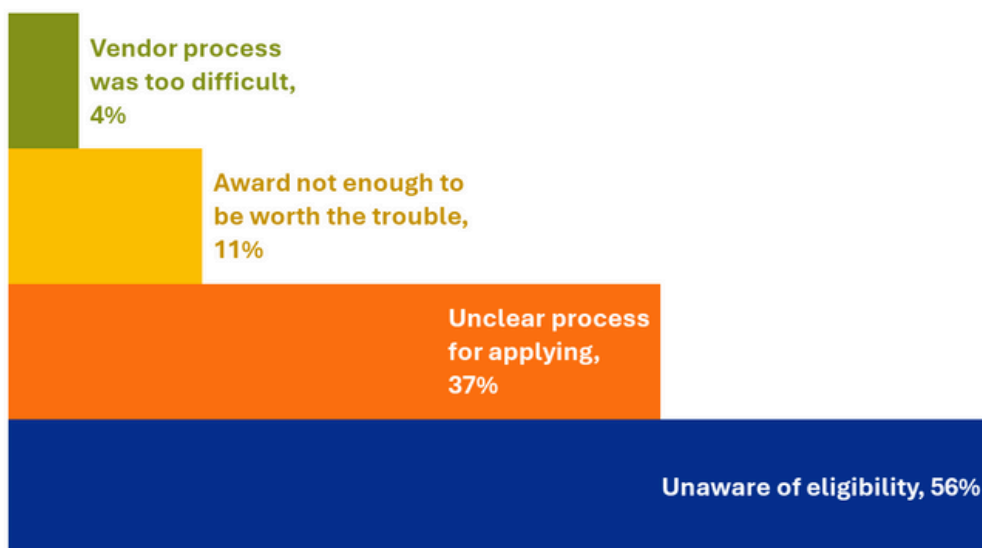 Vendor process
was too difficult,
4%
Award not enough to
be worth the trouble,
11%
Unclear process
for applying,
37%
Unaware of eligibility, 56%